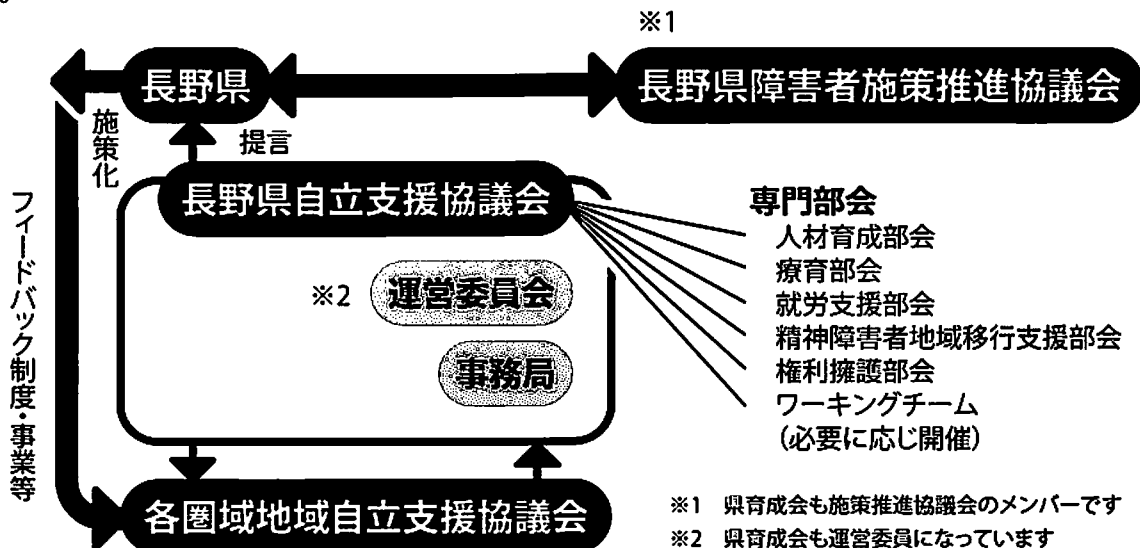 ※1
長野県
長野県障害者施策推進協議会
施策化
提言
長野県自立支援協議会
専門部会
人材育成部会
療育部会
就労支援部会
精神障害者地域移行支援部会
権利擁護部会
ワーキングチーム
(必要に応じ開催)
※2
運営委員会
事務局
フィードバック制度・事業等
各圏域地域自立支援協議会
※1 県育成会も施策推進協議会のメンバーです
※2 県育成会も運営委員になっています